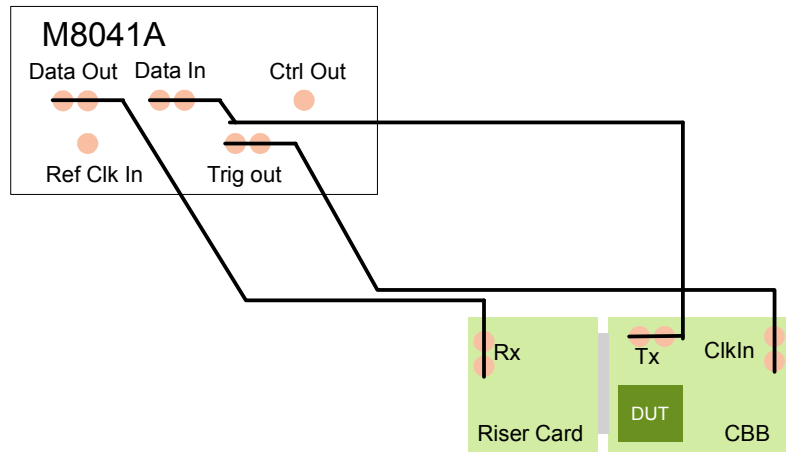 M8041A
Data Out
Data In
Ctrl Out
Ref Clk In
Trig out
Rx
Tx
ClkIn
DUT
Riser Card
CBB